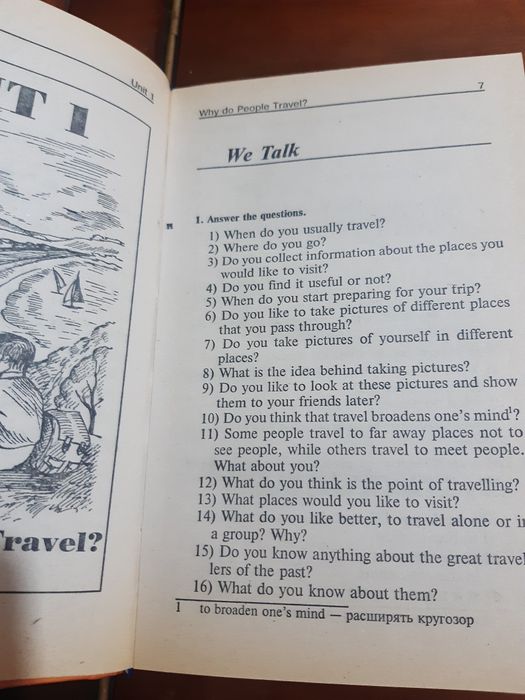 Unit 1
IT 1
Travel?
Why do People Travel?
7
We Talk
1. Answer the questions.
1) When do you usually travel?
2) Where do you go?
3) Do you collect information about the places you
would like to visit?
4) Do you find it useful or not?
5) When do you start preparing for your trip?
6) Do you like to take pictures of different places
that you pass through?
7) Do you take pictures of yourself in different
places?
8) What is the idea behind taking pictures?
9) Do you like to look at these pictures and show
them to your friends later?
10) Do you think that travel broadens one's mind¹?
11) Some people travel to far away places not to
see people, while others travel to meet people.
What about you?
12) What do you think is the point of travelling?
13) What places would you like to visit?
14) What do you like better, to travel alone or in
a group? Why?
15) Do you know anything about the great travel
lers of the past?
16) What do you know about them?
1 to broaden one's mind — расширять кругозор